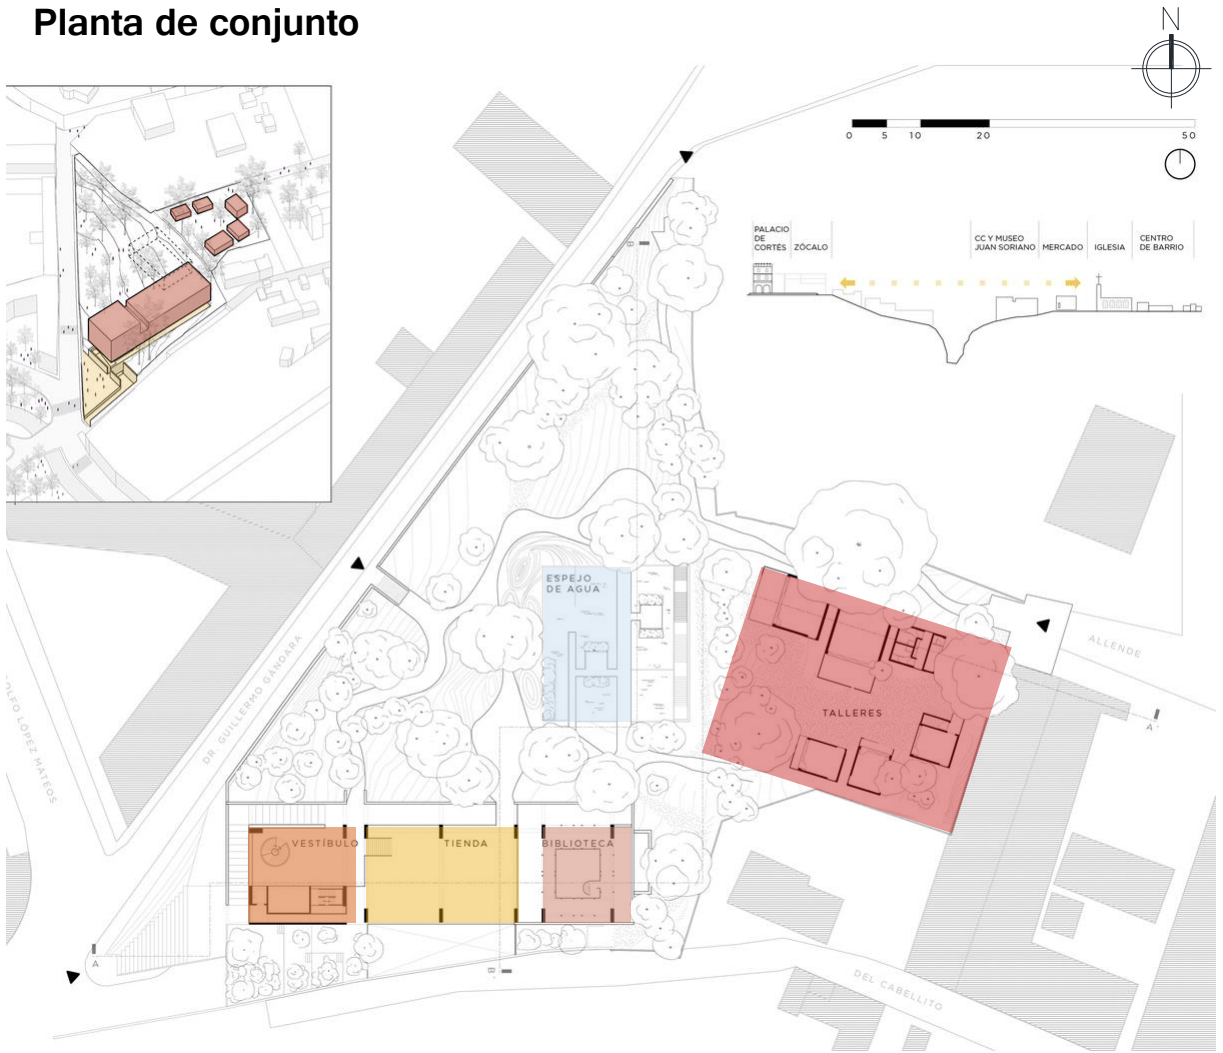 Planta de conjunto
N
0 5 10 20 50
PALACIO
DE
CORTÉS
ZÓCALO
CC Y MUSEO
JUAN SORIANO
MERCADO
IGLESIA
CENTRO
DE BARRIO
B
ESPEJO
DE AGUA
DR. GUILLERMO GÁNDARA
LÓPEZ MATEOS
ALLENDE
TALLERES
A'
VESTÍBULO
TIENDA
BIBLIOTECA
A
DEL CABELLITO